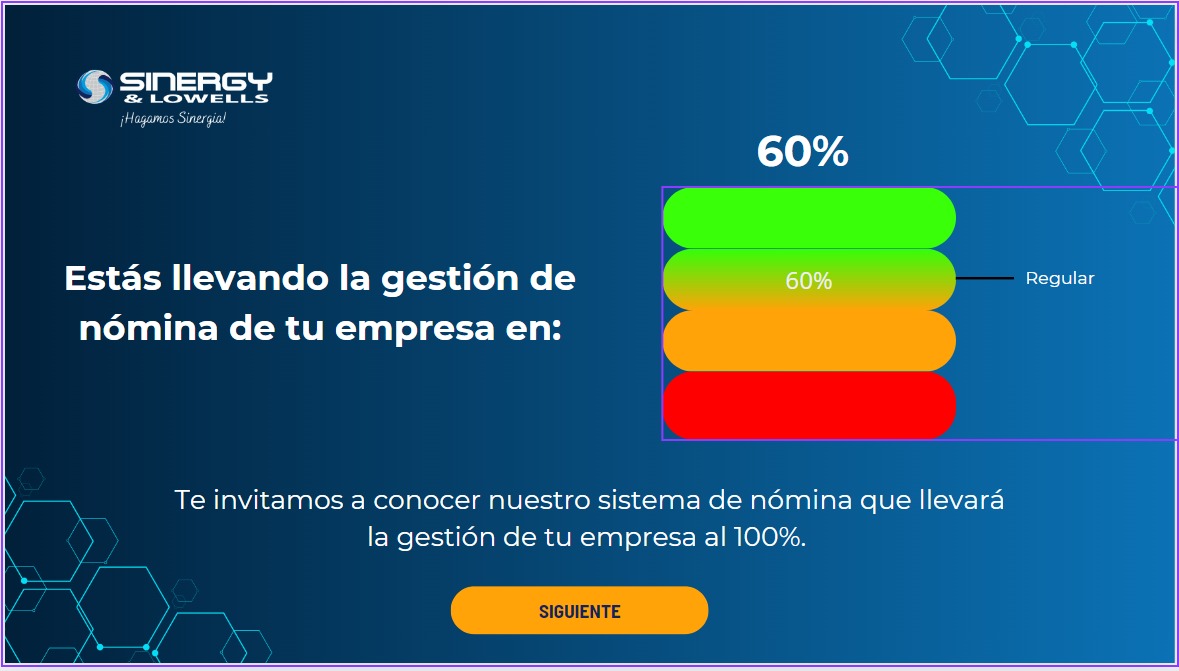 SINERGY
& LOWELLS
¡Hagamos Sinergia!
60%
Estás llevando la gestión de
nómina de tu empresa en:
60%
Regular
Te invitamos a conocer nuestro sistema de nómina que llevará
la gestión de tu empresa al 100%.
SIGUIENTE